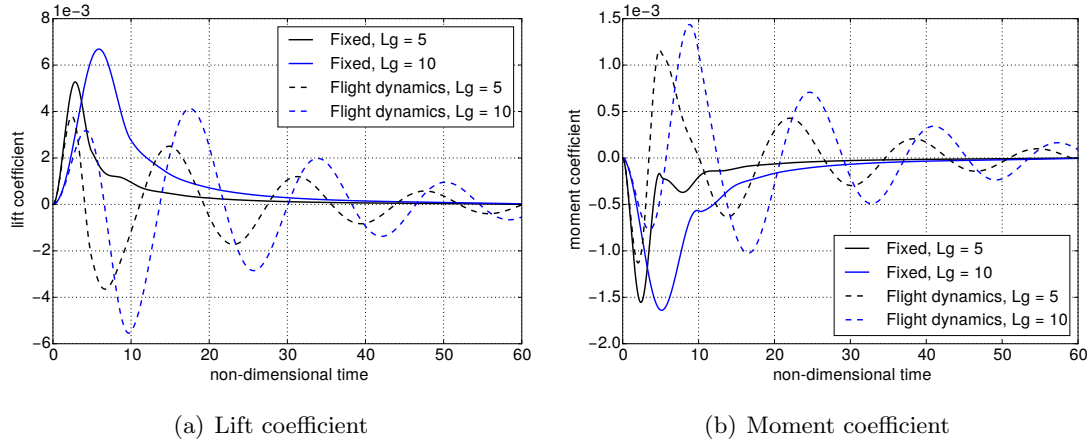 1e−3
8
6
4
2
0
−2
−4
−6
lift coefficient
Fixed, Lg = 5
Fixed, Lg = 10
Flight dynamics, Lg = 5
Flight dynamics, Lg = 10
0 10 20 30 40 50 60
non-dimensional time
(a) Lift coefficient
1e−3
1.5
1.0
0.5
0.0
−0.5
−1.0
−1.5
−2.0
moment coefficient
Fixed, Lg = 5
Fixed, Lg = 10
Flight dynamics, Lg = 5
Flight dynamics, Lg = 10
0 10 20 30 40 50 60
non-dimensional time
(b) Moment coefficient